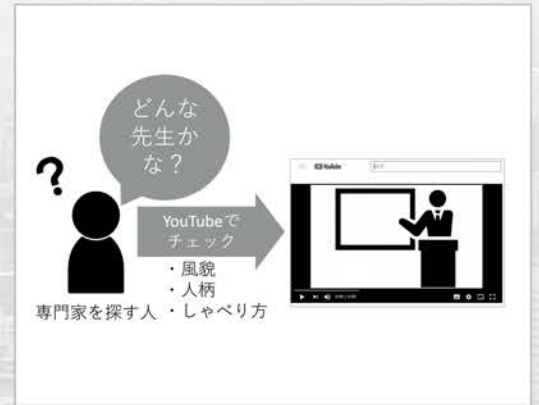 どんな
先生か
な？
?
YouTubeで
チェック
・風貌
・人柄
・しゃべり方
専門家を探す人
YouTube